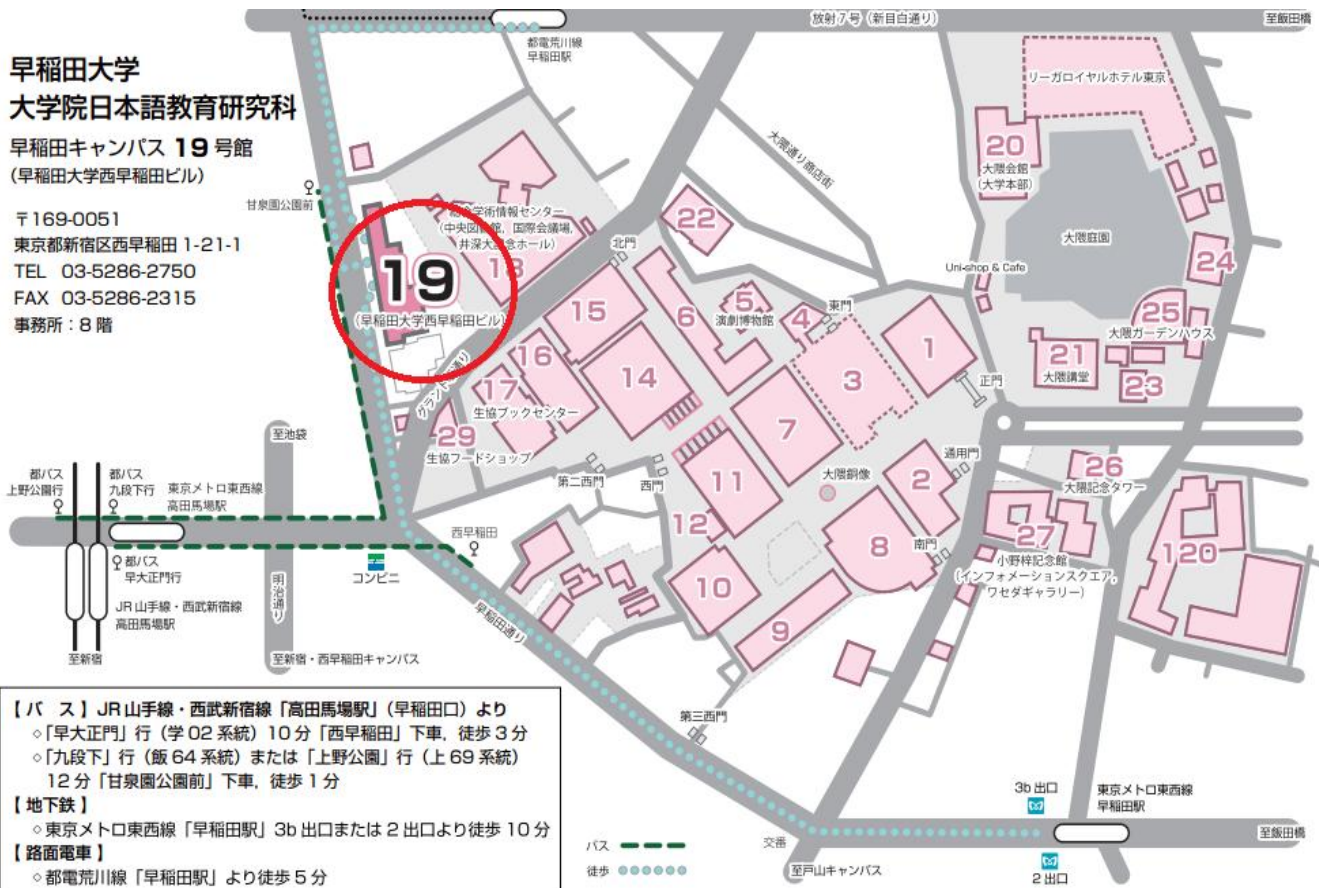 放射7号（新目白通り）
至飯田橋
都電荒川線
早稲田駅
早稲田大学
大学院日本語教育研究科
早稲田キャンパス 19 号館
(早稲田大学西早稲田ビル)
〒169-0051
東京都新宿区西早稲田 1-21-1
TEL 03-5286-2750
FAX 03-5286-2315
事務所：8 階
リーガロイヤルホテル東京
大隈通り商店街
20
大隈会館
(大学本部)
甘泉園公園前
総合学術情報センター
(中央図書館，国際会議場，
井深大記念ホール)
18
19
(早稲田大学西早稲田ビル)
22
北門
大隈庭園
Uni-shop & Cafe
24
25
大隈ガーデンハウス
15
6
5
演劇博物館
4
東門
1
21
大隈講堂
23
正門
16
14
3
17
生協ブックセンター
グランド坂通り
29
生協フードショップ
7
至池袋
都バス
上野公園行
都バス
九段下行
東京メトロ東西線
高田馬場駅
第二西門
西門
11
大隈銅像
2
通用門
26
大隈記念タワー
西早稲田
12
8
南門
27
小野梓記念館
(インフォメーションスクエア，
ワセダギャラリー)
120
都バス
早大正門行
コンビニ
明治通り
10
JR 山手線・西武新宿線
高田馬場駅
早稲田通り
9
至新宿
至新宿・西早稲田キャンパス
第三西門
【 バ ス 】JR 山手線・西武新宿線「高田馬場駅」(早稲田口) より
◇「早大正門」行（学 02 系統）10 分「西早稲田」下車，徒歩 3 分
◇「九段下」行（飯 64 系統）または「上野公園」行（上 69 系統）
12 分「甘泉園公園前」下車，徒歩 1 分
【 地下鉄 】
◇東京メトロ東西線「早稲田駅」3b 出口または 2 出口より徒歩 10 分
【 路面電車 】
◇都電荒川線「早稲田駅」より徒歩 5 分
3b 出口
東京メトロ東西線
早稲田駅
バス
徒歩
交番
至戸山キャンパス
2 出口
至飯田橋